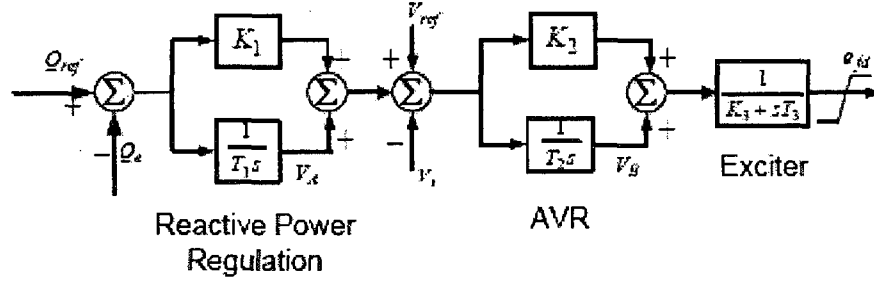 Q_ref
+
Σ
−
Q_e
K_1
1
T_1 s
V_A
+
+
Σ
V_ref
+
Σ
−
V_t
K_2
1
T_2 s
V_B
+
+
Σ
1
K_3 + sT_3
e_fd
Exciter
Reactive Power
Regulation
AVR